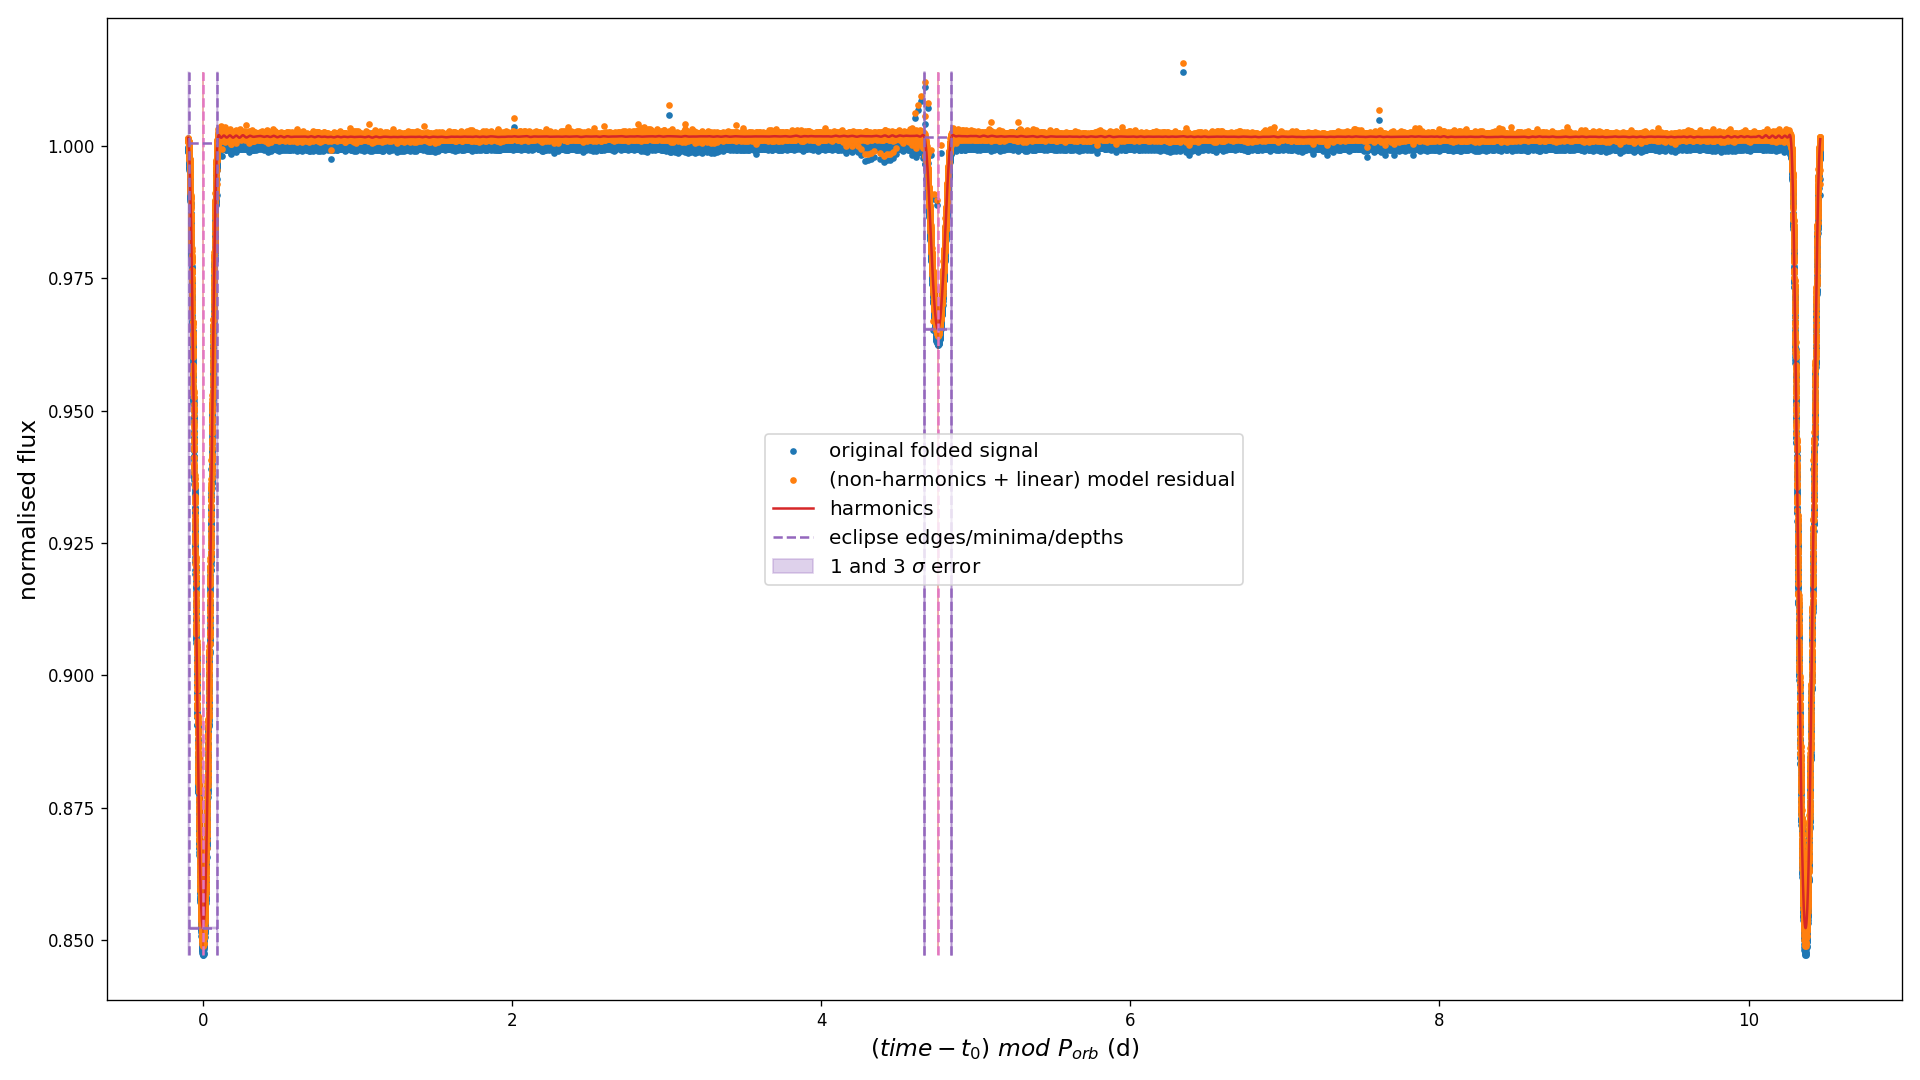 normalised flux
1.000
0.975
0.950
0.925
0.900
0.875
0.850
original folded signal
(non-harmonics + linear) model residual
harmonics
eclipse edges/minima/depths
1 and 3 σ error
0 2 4 6 8 10
(time − t₀) mod P_orb (d)